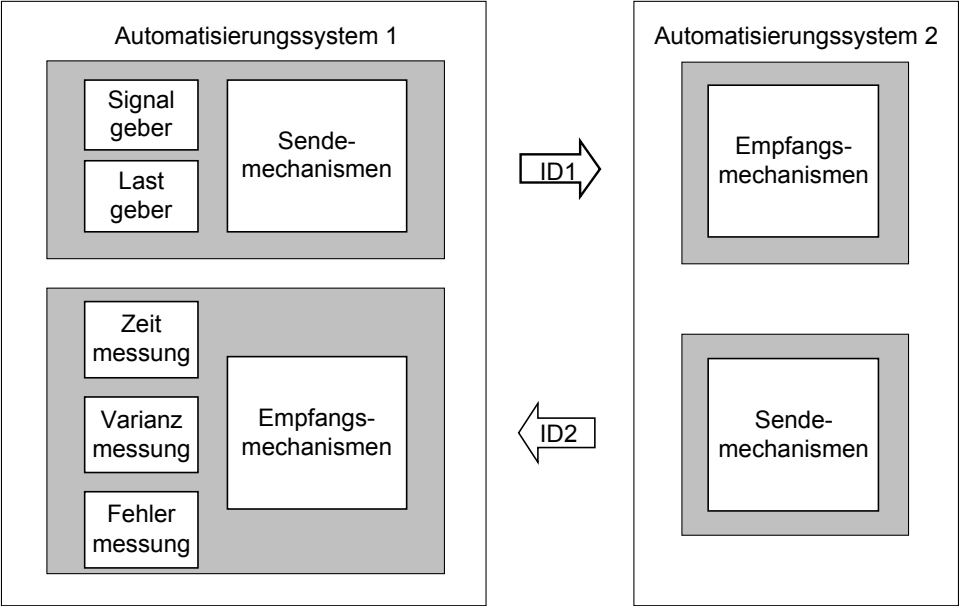 Automatisierungssystem 1
Signal
geber
Last
geber
Sende-
mechanismen
Zeit
messung
Varianz
messung
Fehler
messung
Empfangs-
mechanismen
ID1
ID2
Automatisierungssystem 2
Empfangs-
mechanismen
Sende-
mechanismen